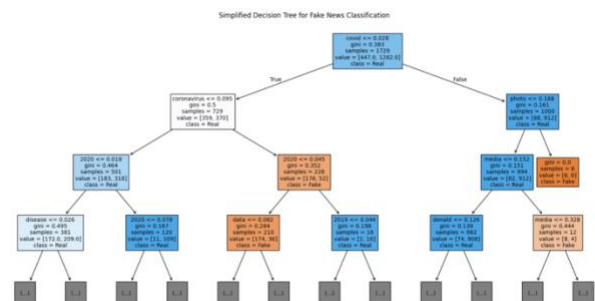 Simplified Decision Tree for Fake News Classification
covid <= 0.028
gini = 0.383
samples = 1729
value = [447.0, 1282.0]
class = Real
True
False
coronavirus <= 0.095
gini = 0.5
samples = 729
value = [359, 370]
class = Real
photo <= 0.188
gini = 0.161
samples = 1000
value = [88, 912]
class = Real
2020 <= 0.018
gini = 0.464
samples = 501
value = [183, 318]
class = Real
2020 <= 0.045
gini = 0.352
samples = 228
value = [176, 52]
class = Fake
media <= 0.152
gini = 0.151
samples = 994
value = [82, 912]
class = Real
gini = 0.0
samples = 6
value = [6, 0]
class = Fake
disease <= 0.026
gini = 0.495
samples = 381
value = [172.0, 209.0]
class = Real
2020 <= 0.078
gini = 0.167
samples = 120
value = [11, 109]
class = Real
data <= 0.082
gini = 0.284
samples = 210
value = [174, 36]
class = Fake
2019 <= 0.046
gini = 0.198
samples = 18
value = [2, 16]
class = Real
donald <= 0.126
gini = 0.139
samples = 982
value = [74, 908]
class = Real
media <= 0.328
gini = 0.444
samples = 12
value = [8, 4]
class = Fake
(...)
(...)
(...)
(...)
(...)
(...)
(...)
(...)
(...)
(...)
(...)
(...)